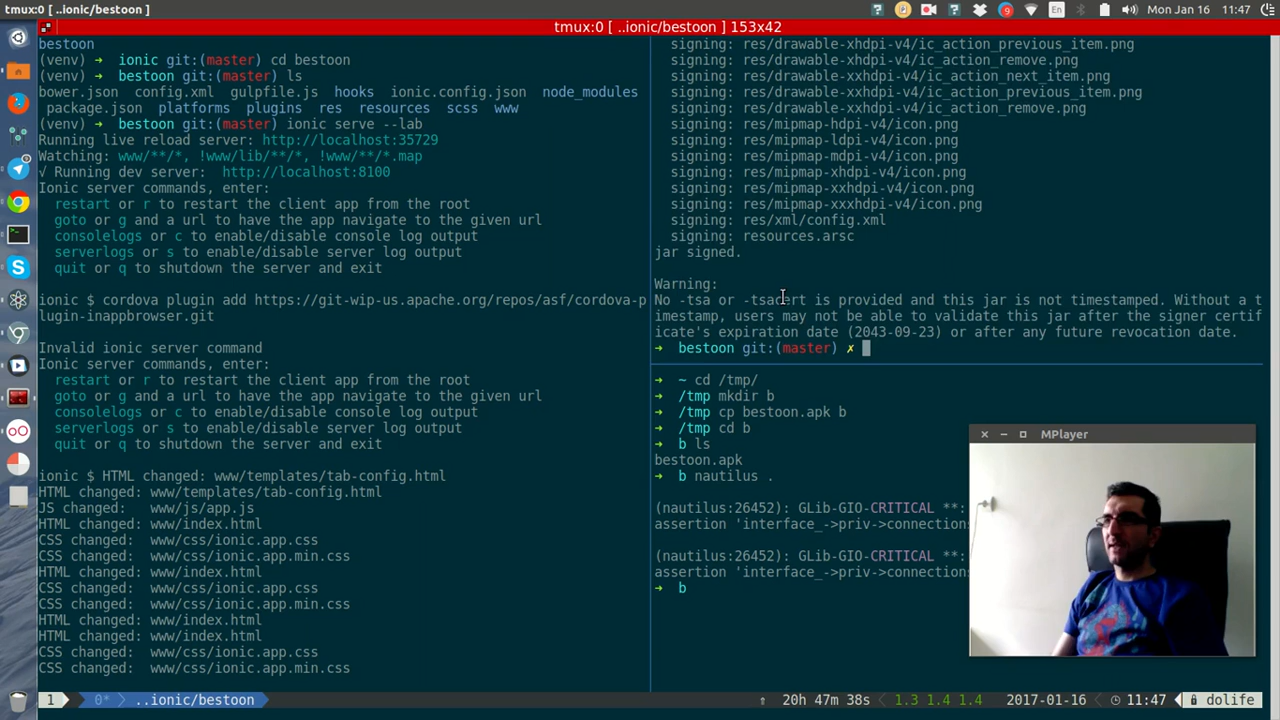 tmux:0 [ ..ionic/bestoon ]
En
9
Mon Jan 16
11:47
tmux:0 [ ..ionic/bestoon ] 153x42
bestoon
(venv) ➜  ionic git:(master) cd bestoon
(venv) ➜  bestoon git:(master) ls
bower.json  config.xml  gulpfile.js  hooks  ionic.config.json  node_modules
package.json  platforms  plugins  res  resources  scss  www
(venv) ➜  bestoon git:(master) ionic serve --lab
Running live reload server: http://localhost:35729
Watching: www/**/*, !www/lib/**/*, !www/**/*.map
√ Running dev server:  http://localhost:8100
Ionic server commands, enter:
restart or r to restart the client app from the root
goto or g and a url to have the app navigate to the given url
consolelogs or c to enable/disable console log output
serverlogs or s to enable/disable server log output
quit or q to shutdown the server and exit
ionic $ cordova plugin add https://git-wip-us.apache.org/repos/asf/cordova-p
lugin-inappbrowser.git
Invalid ionic server command
Ionic server commands, enter:
restart or r to restart the client app from the root
goto or g and a url to have the app navigate to the given url
consolelogs or c to enable/disable console log output
serverlogs or s to enable/disable server log output
quit or q to shutdown the server and exit
ionic $ HTML changed: www/templates/tab-config.html
HTML changed: www/templates/tab-config.html
JS changed:   www/js/app.js
HTML changed: www/index.html
CSS changed:  www/css/ionic.app.css
CSS changed:  www/css/ionic.app.min.css
HTML changed: www/index.html
CSS changed:  www/css/ionic.app.css
CSS changed:  www/css/ionic.app.min.css
HTML changed: www/index.html
HTML changed: www/index.html
CSS changed:  www/css/ionic.app.css
CSS changed:  www/css/ionic.app.min.css
signing: res/drawable-xhdpi-v4/ic_action_previous_item.png
signing: res/drawable-xhdpi-v4/ic_action_remove.png
signing: res/drawable-xxhdpi-v4/ic_action_next_item.png
signing: res/drawable-xxhdpi-v4/ic_action_previous_item.png
signing: res/drawable-xxhdpi-v4/ic_action_remove.png
signing: res/mipmap-hdpi-v4/icon.png
signing: res/mipmap-ldpi-v4/icon.png
signing: res/mipmap-mdpi-v4/icon.png
signing: res/mipmap-xhdpi-v4/icon.png
signing: res/mipmap-xxhdpi-v4/icon.png
signing: res/mipmap-xxxhdpi-v4/icon.png
signing: res/xml/config.xml
signing: resources.arsc
jar signed.
Warning:
No -tsa or -tsacert is provided and this jar is not timestamped. Without a t
imestamp, users may not be able to validate this jar after the signer certif
icate's expiration date (2043-09-23) or after any future revocation date.
➜  bestoon git:(master) ✗
➜  ~ cd /tmp/
➜  /tmp mkdir b
➜  /tmp cp bestoon.apk b
➜  /tmp cd b
➜  b ls
bestoon.apk
➜  b nautilus .
(nautilus:26452): GLib-GIO-CRITICAL **:
assertion 'interface_->priv->connections
(nautilus:26452): GLib-GIO-CRITICAL **:
assertion 'interface_->priv->connections
➜  b
MPlayer
1  0*  ..ionic/bestoon
↑  20h 47m 38s  1.3 1.4 1.4  2017-01-16  11:47  dolife